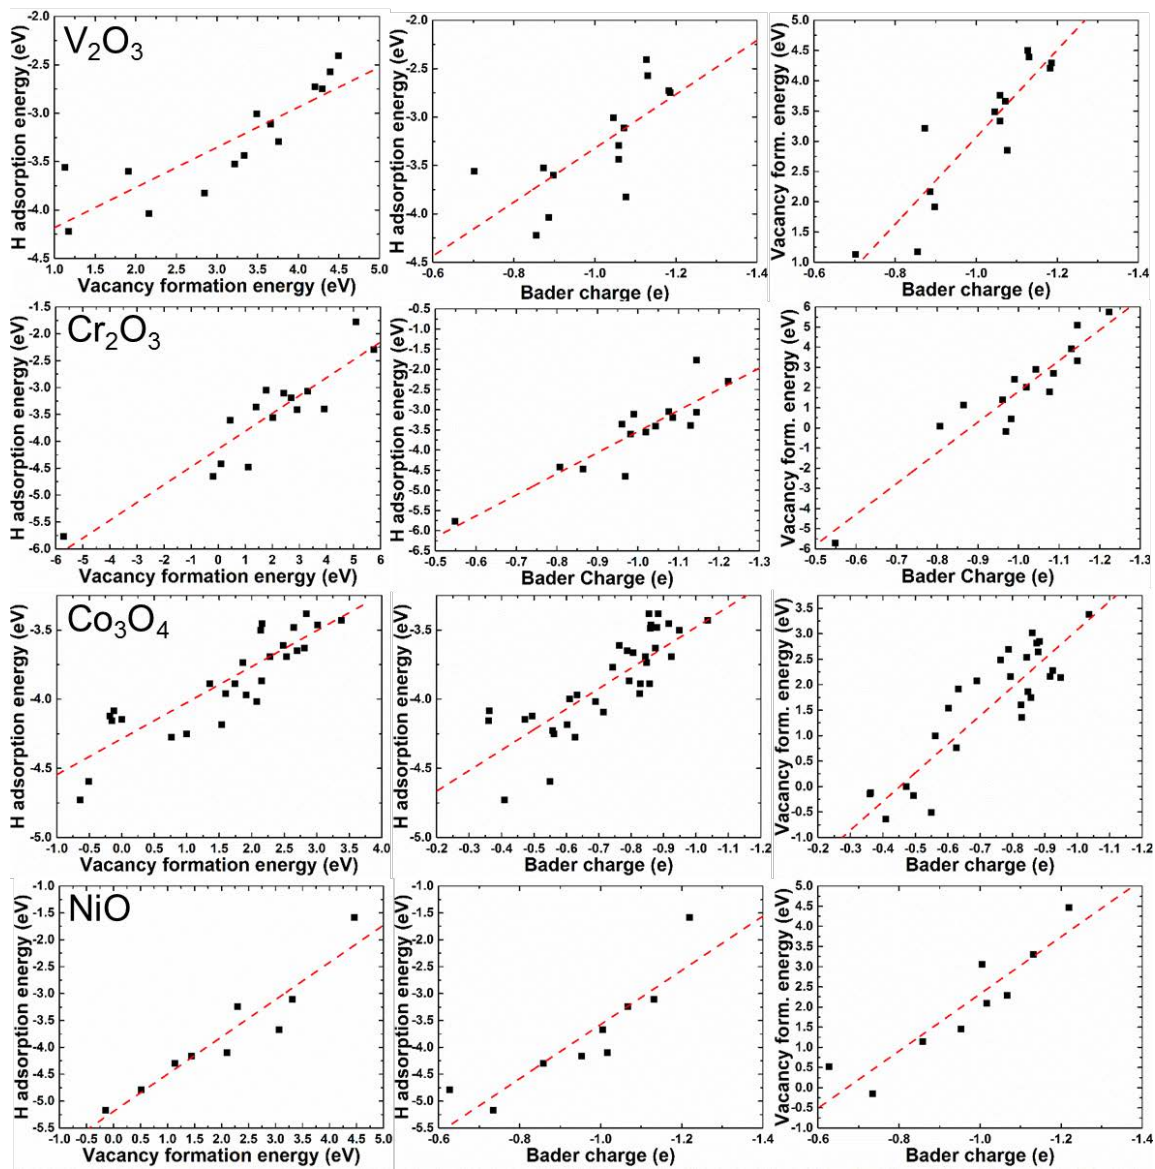 V2O3
H adsorption energy (eV)
-2.0
-2.5
-3.0
-3.5
-4.0
-4.5
1.0 1.5 2.0 2.5 3.0 3.5 4.0 4.5 5.0
Vacancy formation energy (eV)
H adsorption energy (eV)
-2.0
-2.5
-3.0
-3.5
-4.0
-4.5
-0.6 -0.8 -1.0 -1.2 -1.4
Bader charge (e)
Vacancy form. energy (eV)
5.0
4.5
4.0
3.5
3.0
2.5
2.0
1.5
1.0
-0.6 -0.8 -1.0 -1.2 -1.4
Bader charge (e)
Cr2O3
H adsorption energy (eV)
-1.5
-2.0
-2.5
-3.0
-3.5
-4.0
-4.5
-5.0
-5.5
-6.0
-6 -5 -4 -3 -2 -1 0 1 2 3 4 5 6
Vacancy formation energy (eV)
H adsorption energy (eV)
-0.5
-1.0
-1.5
-2.0
-2.5
-3.0
-3.5
-4.0
-4.5
-5.0
-5.5
-6.0
-6.5
-0.5 -0.6 -0.7 -0.8 -0.9 -1.0 -1.1 -1.2 -1.3
Bader Charge (e)
Vacancy form. energy (eV)
6
5
4
3
2
1
0
-1
-2
-3
-4
-5
-6
-0.5 -0.6 -0.7 -0.8 -0.9 -1.0 -1.1 -1.2 -1.3
Bader Charge (e)
Co3O4
H adsorption energy (eV)
-3.5
-4.0
-4.5
-5.0
-1.0 -0.5 0.0 0.5 1.0 1.5 2.0 2.5 3.0 3.5 4.0
Vacancy formation energy (eV)
H adsorption energy (eV)
-3.5
-4.0
-4.5
-5.0
-0.2 -0.3 -0.4 -0.5 -0.6 -0.7 -0.8 -0.9 -1.0 -1.1 -1.2
Bader charge (e)
Vacancy form. energy (eV)
3.5
3.0
2.5
2.0
1.5
1.0
0.5
0.0
-0.5
-1.0
-0.2 -0.3 -0.4 -0.5 -0.6 -0.7 -0.8 -0.9 -1.0 -1.1 -1.2
Bader charge (e)
NiO
H adsorption energy (eV)
-1.0
-1.5
-2.0
-2.5
-3.0
-3.5
-4.0
-4.5
-5.0
-5.5
-1.0 -0.5 0.0 0.5 1.0 1.5 2.0 2.5 3.0 3.5 4.0 4.5 5.0
Vacancy formation energy (eV)
H adsorption energy (eV)
-1.0
-1.5
-2.0
-2.5
-3.0
-3.5
-4.0
-4.5
-5.0
-5.5
-0.6 -0.8 -1.0 -1.2 -1.4
Bader charge (e)
Vacancy form. energy (eV)
5.0
4.5
4.0
3.5
3.0
2.5
2.0
1.5
1.0
0.5
0.0
-0.5
-1.0
-0.6 -0.8 -1.0 -1.2 -1.4
Bader charge (e)